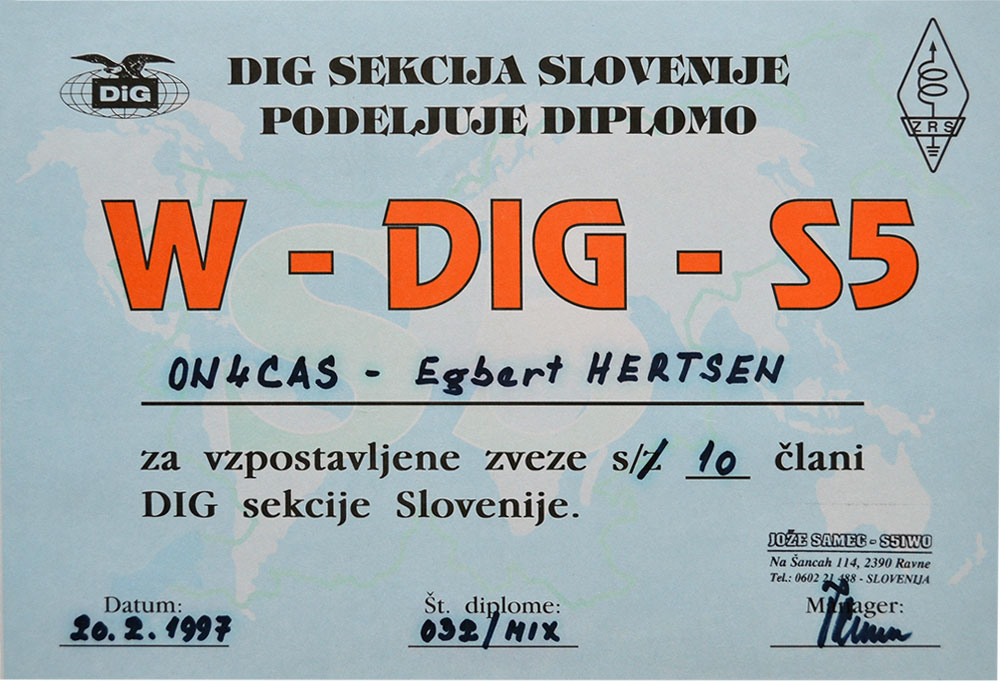 DIG
DIG SEKCIJA SLOVENIJE
PODELJUJE DIPLOMO
ZRS
W - DIG - S5
ON4CAS - Egbert HERTSEN
za vzpostavljene zveze s/z 10 člani
DIG sekcije Slovenije.
JOŽE SAMEC - S51WO
Na Šancah 114, 2390 Ravne
Tel.: 0602 21 488 - SLOVENIJA
Datum: Št. diplome: Manager:
20.2.1997 032/MIX